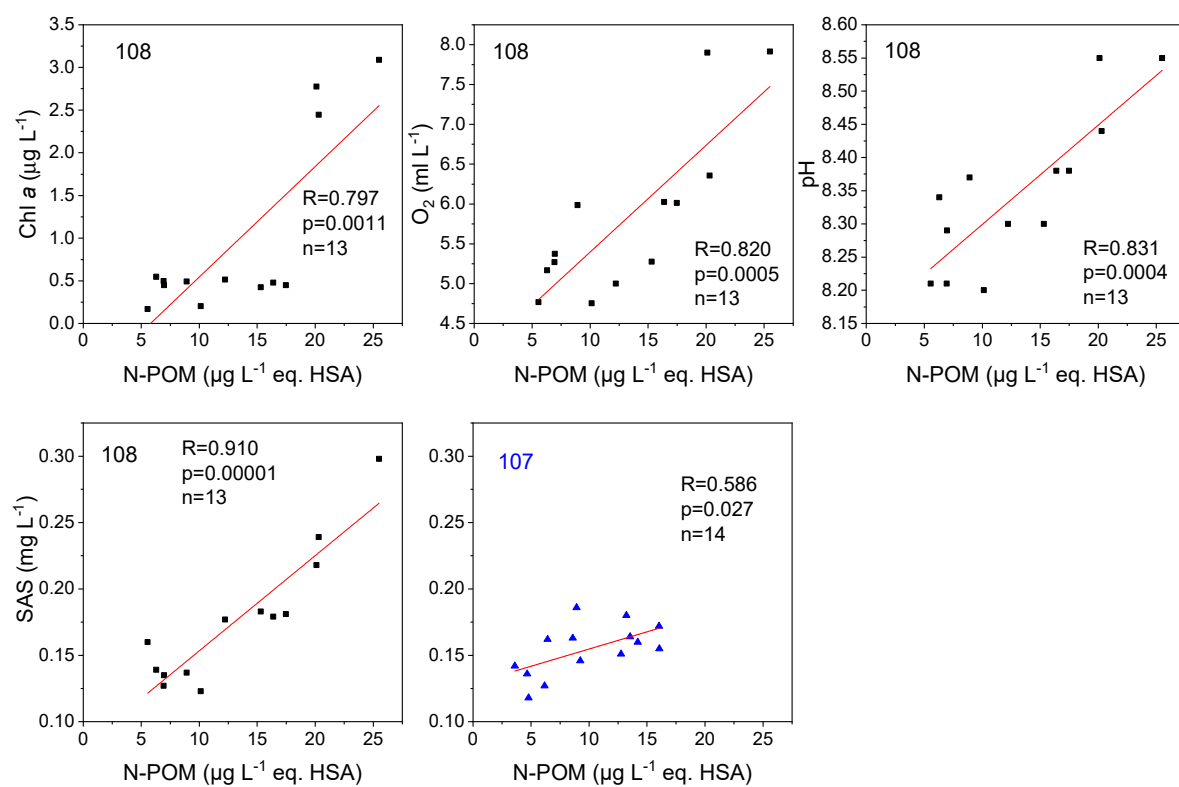 3.5
3.0
2.5
2.0
1.5
1.0
0.5
0.0
Chl a (µg L⁻¹)
108
R=0.797
p=0.0011
n=13
0 5 10 15 20 25
N-POM (µg L⁻¹ eq. HSA)
8.0
7.5
7.0
6.5
6.0
5.5
5.0
4.5
O₂ (ml L⁻¹)
108
R=0.820
p=0.0005
n=13
0 5 10 15 20 25
N-POM (µg L⁻¹ eq. HSA)
8.60
8.55
8.50
8.45
8.40
8.35
8.30
8.25
8.20
8.15
pH
108
R=0.831
p=0.0004
n=13
0 5 10 15 20 25
N-POM (µg L⁻¹ eq. HSA)
0.30
0.25
0.20
0.15
0.10
SAS (mg L⁻¹)
108
R=0.910
p=0.00001
n=13
0 5 10 15 20 25
N-POM (µg L⁻¹ eq. HSA)
0.30
0.25
0.20
0.15
0.10
107
R=0.586
p=0.027
n=14
0 5 10 15 20 25
N-POM (µg L⁻¹ eq. HSA)